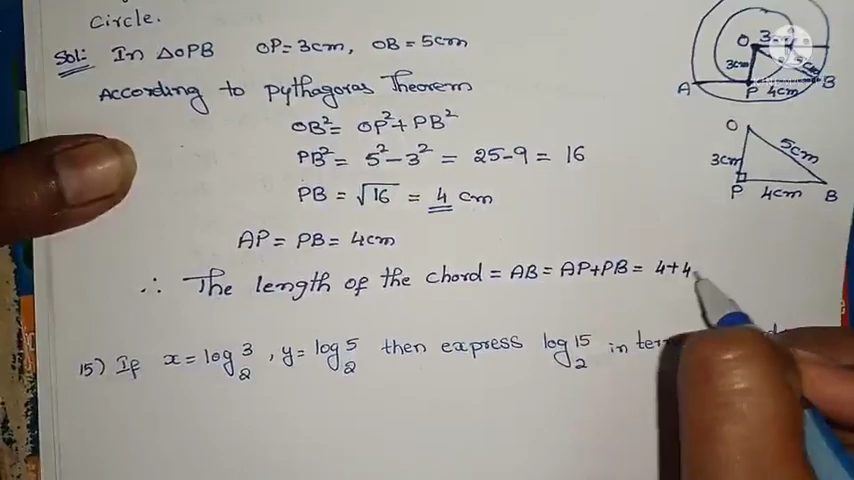 Circle.
Sol: In △OPB OP=3cm, OB=5cm
According to pythagoras Theorem
OB²= OP²+PB²
PB²= 5²-3² = 25-9= 16
PB= √16 = 4 cm
AP= PB= 4cm
∴ The length of the chord = AB= AP+PB= 4+4
15) If x=log₂3, y=log₂5 then express log₂15 in
O 3
3cm
A P 4cm B
O
3cm 5cm
P 4cm B